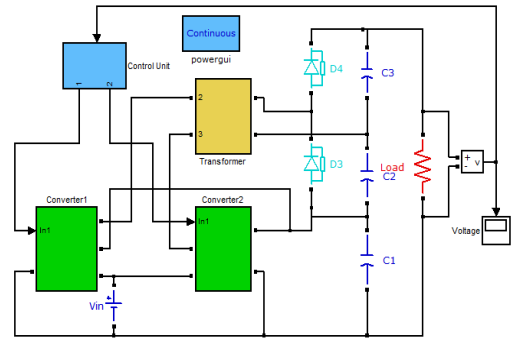 Continuous
powergui
Control Unit
1
2
D4
C3
2
3
Transformer
D3
Load
C2
+
-
v
Voltage
Converter1
In1
Converter2
In1
C1
Vin
+